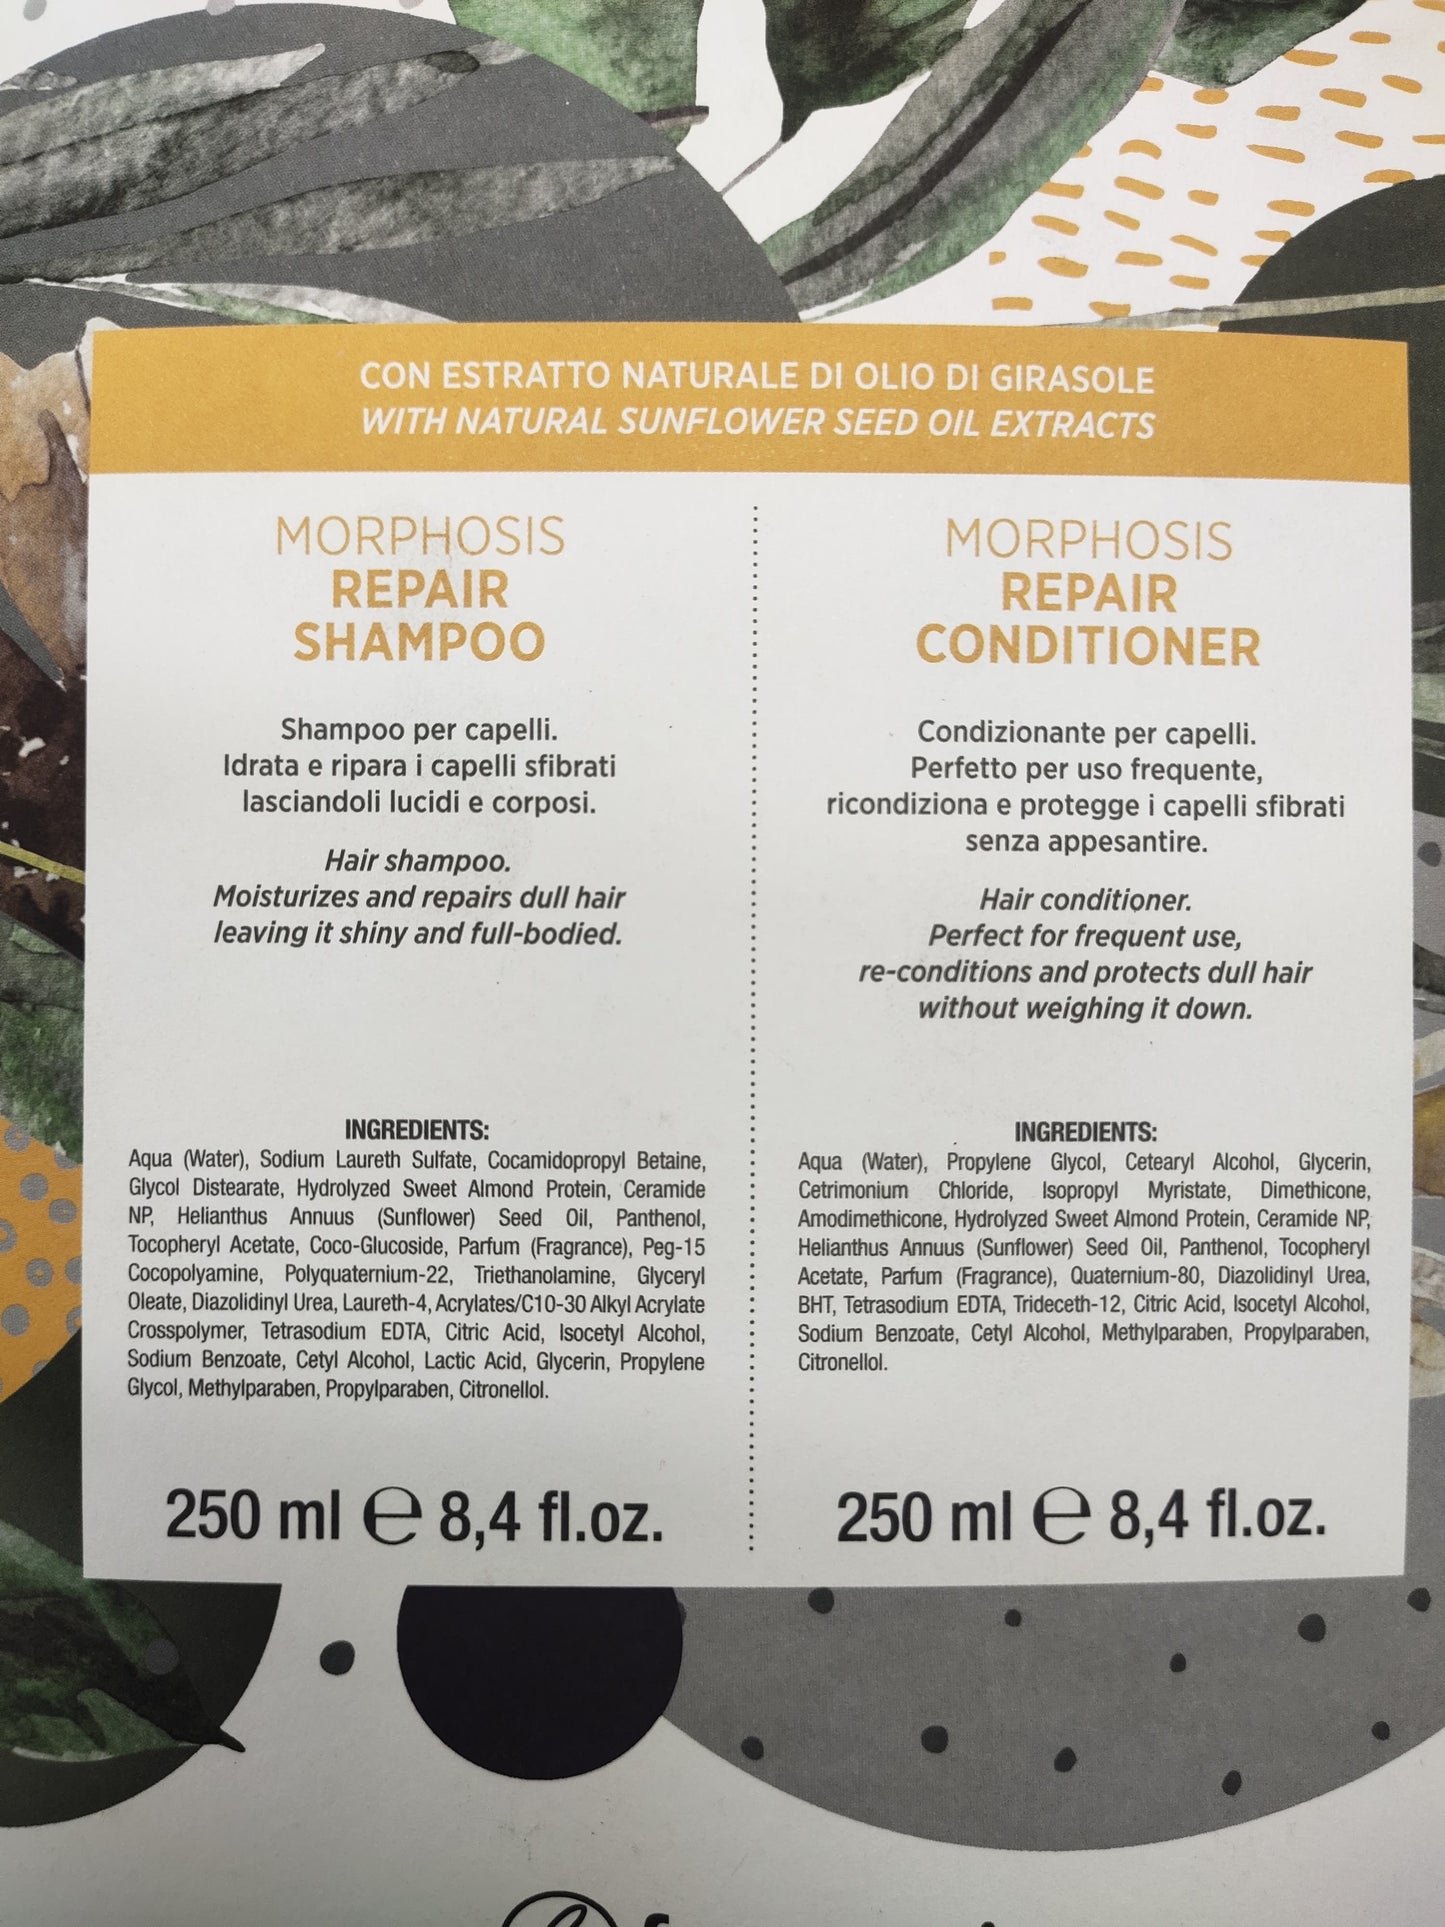 CON ESTRATTO NATURALE DI OLIO DI GIRASOLE
WITH NATURAL SUNFLOWER SEED OIL EXTRACTS
MORPHOSIS
REPAIR
SHAMPOO
Shampoo per capelli.
Idrata e ripara i capelli sfibrati
lasciandoli lucidi e corposi.
Hair shampoo.
Moisturizes and repairs dull hair
leaving it shiny and full-bodied.
INGREDIENTS:
Aqua (Water), Sodium Laureth Sulfate, Cocamidopropyl Betaine,
Glycol Distearate, Hydrolyzed Sweet Almond Protein, Ceramide
NP, Helianthus Annuus (Sunflower) Seed Oil, Panthenol,
Tocopheryl Acetate, Coco-Glucoside, Parfum (Fragrance), Peg-15
Cocopolyamine, Polyquaternium-22, Triethanolamine, Glyceryl
Oleate, Diazolidinyl Urea, Laureth-4, Acrylates/C10-30 Alkyl Acrylate
Crosspolymer, Tetrasodium EDTA, Citric Acid, Isocetyl Alcohol,
Sodium Benzoate, Cetyl Alcohol, Lactic Acid, Glycerin, Propylene
Glycol, Methylparaben, Propylparaben, Citronellol.
250 ml ℮ 8,4 fl.oz.
MORPHOSIS
REPAIR
CONDITIONER
Condizionante per capelli.
Perfetto per uso frequente,
ricondiziona e protegge i capelli sfibrati
senza appesantire.
Hair conditioner.
Perfect for frequent use,
re-conditions and protects dull hair
without weighing it down.
INGREDIENTS:
Aqua (Water), Propylene Glycol, Cetearyl Alcohol, Glycerin,
Cetrimonium Chloride, Isopropyl Myristate, Dimethicone,
Amodimethicone, Hydrolyzed Sweet Almond Protein, Ceramide NP,
Helianthus Annuus (Sunflower) Seed Oil, Panthenol, Tocopheryl
Acetate, Parfum (Fragrance), Quaternium-80, Diazolidinyl Urea,
BHT, Tetrasodium EDTA, Trideceth-12, Citric Acid, Isocetyl Alcohol,
Sodium Benzoate, Cetyl Alcohol, Methylparaben, Propylparaben,
Citronellol.
250 ml ℮ 8,4 fl.oz.